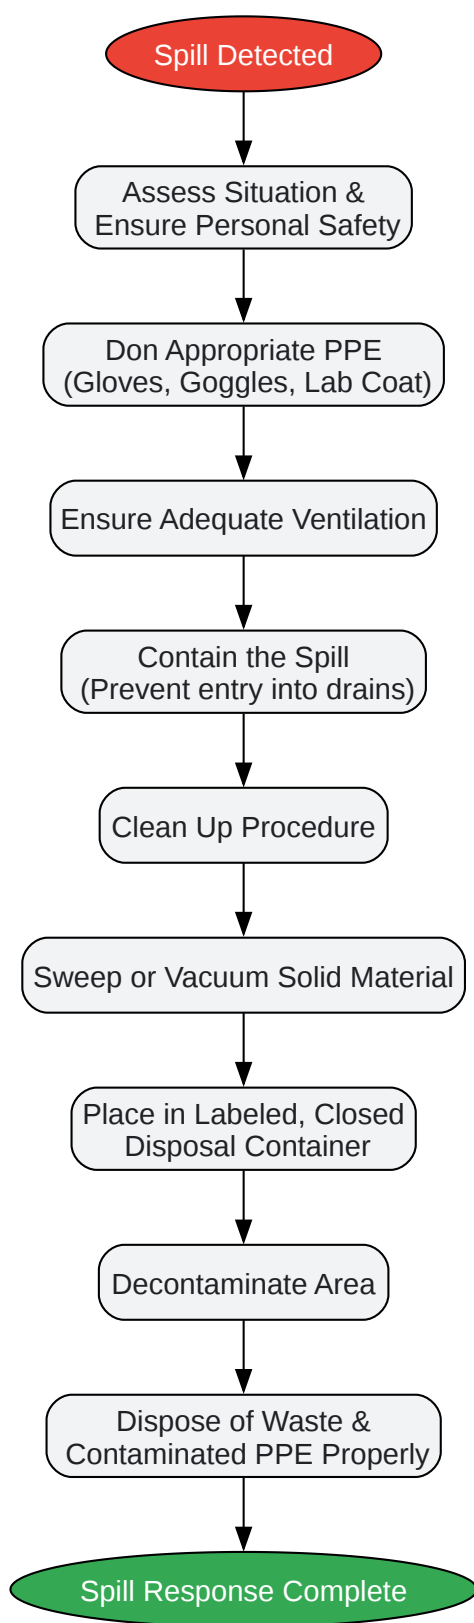 Spill Detected
Assess Situation &
Ensure Personal Safety
Don Appropriate PPE
(Gloves, Goggles, Lab Coat)
Ensure Adequate Ventilation
Contain the Spill
(Prevent entry into drains)
Clean Up Procedure
Sweep or Vacuum Solid Material
Place in Labeled, Closed
Disposal Container
Decontaminate Area
Dispose of Waste &
Contaminated PPE Properly
Spill Response Complete